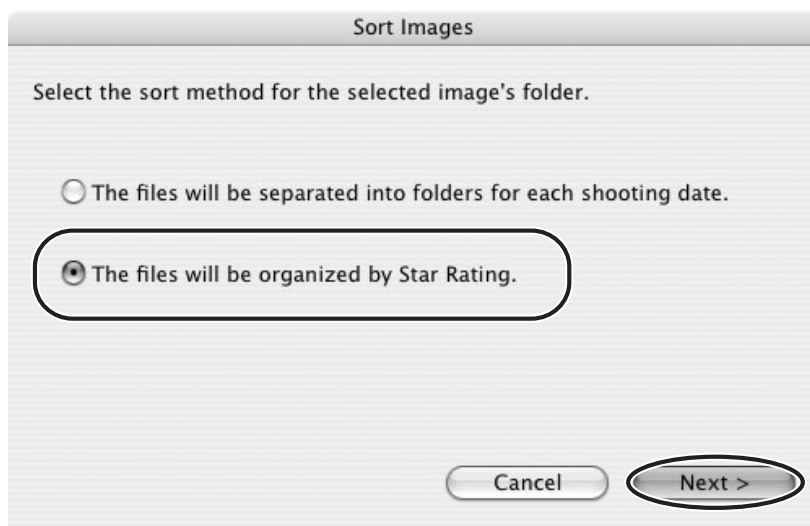 Sort Images
Select the sort method for the selected image's folder.
The files will be separated into folders for each shooting date.
The files will be organized by Star Rating.
Cancel
Next >